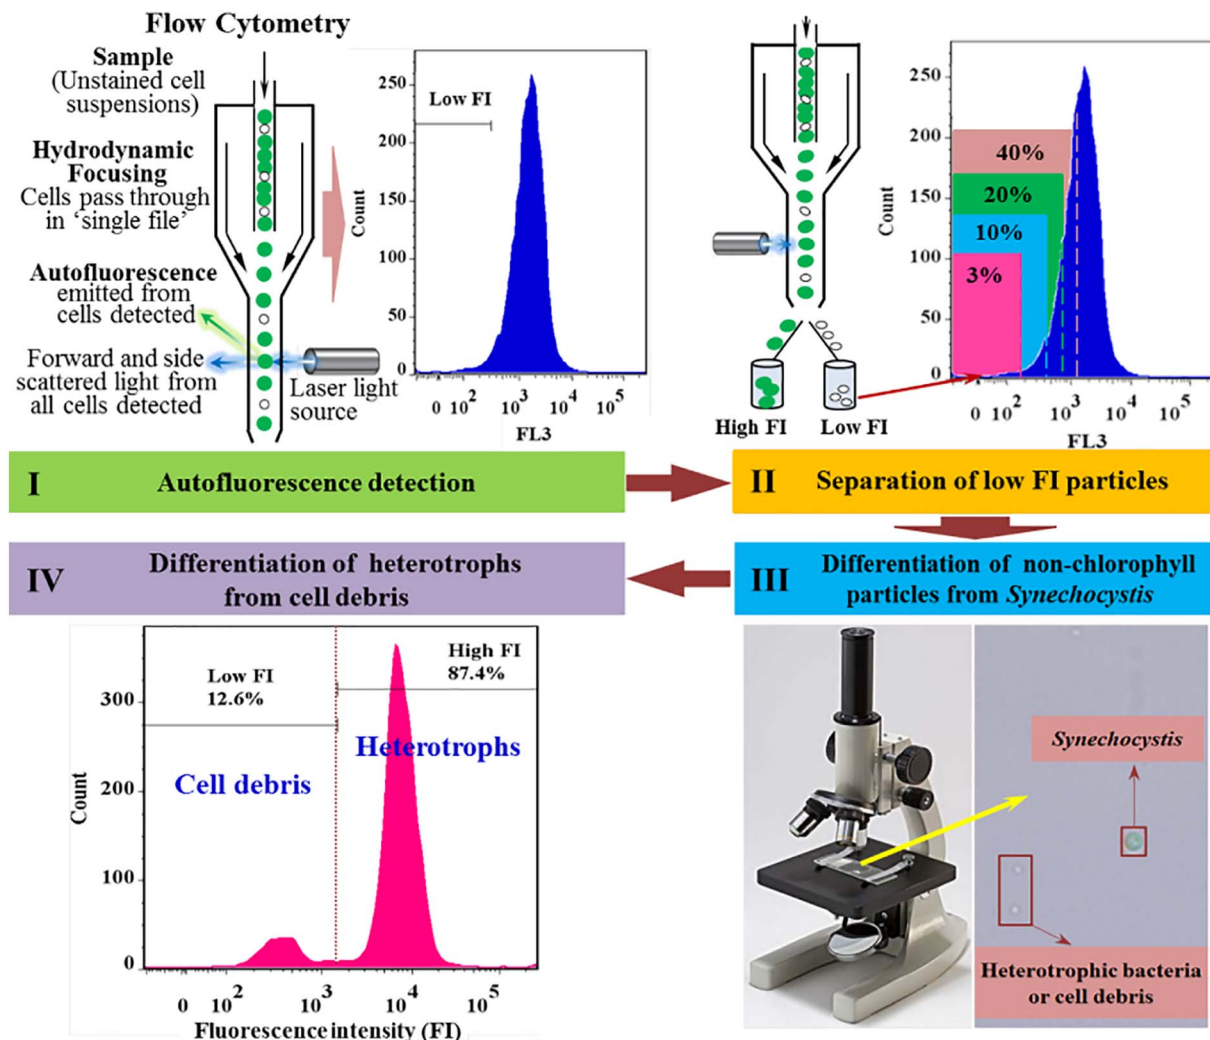 Flow Cytometry
Sample
(Unstained cell
suspensions)
Hydrodynamic
Focusing
Cells pass through
in ‘single file’
Autofluorescence
emitted from
cells detected
Forward and side
scattered light from
all cells detected
Laser light
source
250
200
150
100
50
0
Count
Low FI
0 10² 10³ 10⁴ 10⁵
FL3
High FI
Low FI
250
200
150
100
50
0
Count
40%
20%
10%
3%
0 10² 10³ 10⁴ 10⁵
FL3
I
Autofluorescence detection
II
Separation of low FI particles
III
Differentiation of non-chlorophyll
particles from Synechocystis
IV
Differentiation of heterotrophs
from cell debris
300
200
100
0
Count
Low FI
12.6%
High FI
87.4%
Cell debris
Heterotrophs
0 10² 10³ 10⁴ 10⁵
Fluorescence intensity (FI)
Synechocystis
Heterotrophic bacteria
or cell debris